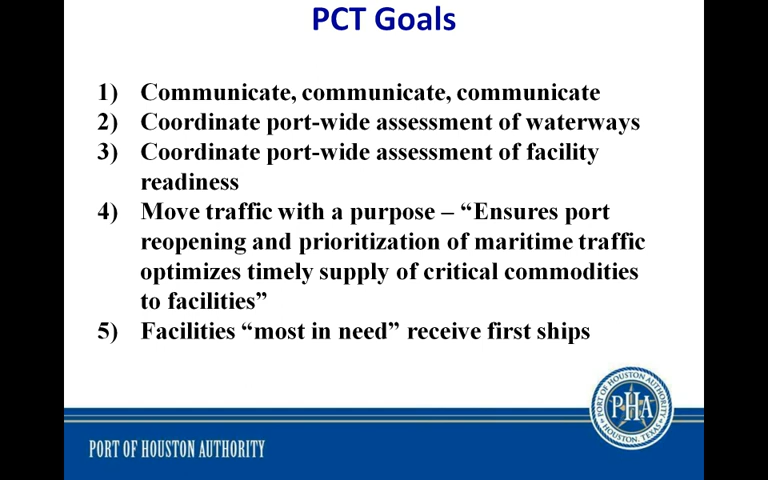 PCT Goals
1) Communicate, communicate, communicate
2) Coordinate port-wide assessment of waterways
3) Coordinate port-wide assessment of facility
readiness
4) Move traffic with a purpose – “Ensures port
reopening and prioritization of maritime traffic
optimizes timely supply of critical commodities
to facilities”
5) Facilities “most in need” receive first ships
PORT OF HOUSTON AUTHORITY
PHA
HOUSTON, TEXAS
PORT OF HOUSTON AUTHORITY